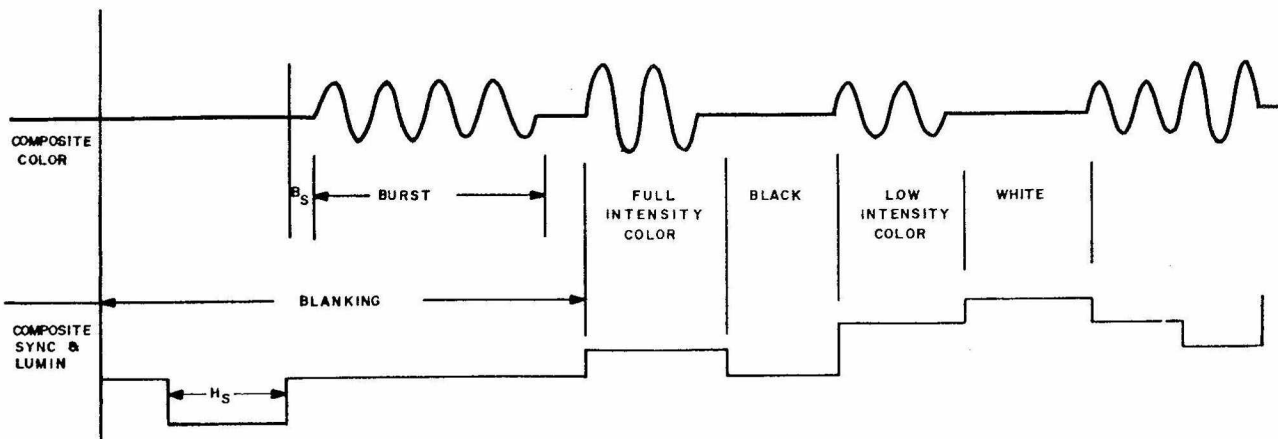 COMPOSITE
COLOR
BS
BURST
FULL
INTENSITY
COLOR
BLACK
LOW
INTENSITY
COLOR
WHITE
BLANKING
COMPOSITE
SYNC &
LUMIN
HS